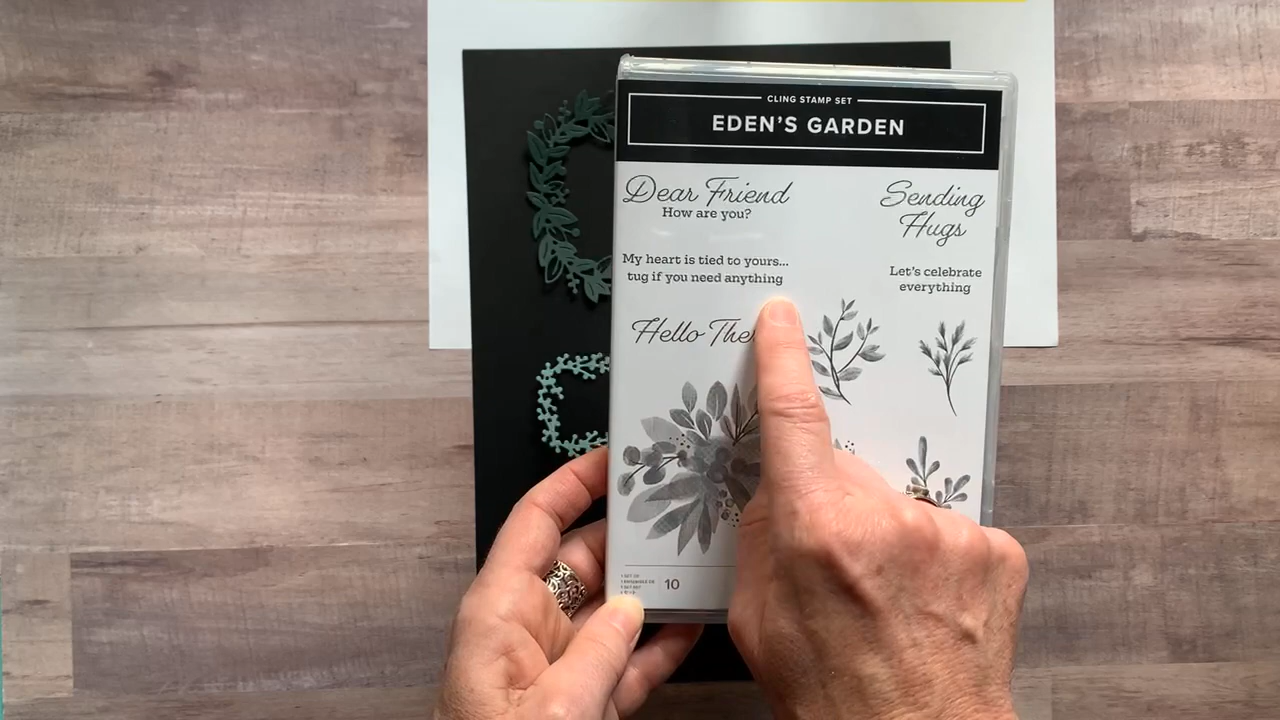 CLING STAMP SET
EDEN'S GARDEN
Dear Friend
How are you?
Sending
Hugs
My heart is tied to yours...
tug if you need anything
Let's celebrate
everything
Hello
10